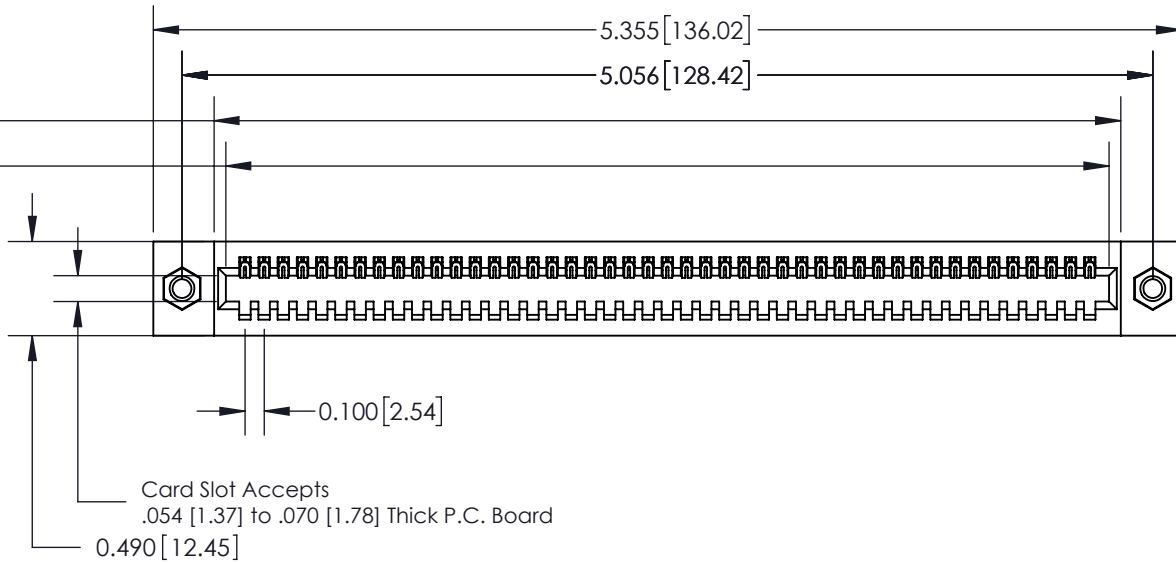 5.355[136.02]
5.056[128.42]
0.100[2.54]
Card Slot Accepts
.054 [1.37] to .070 [1.78] Thick P.C. Board
0.490[12.45]